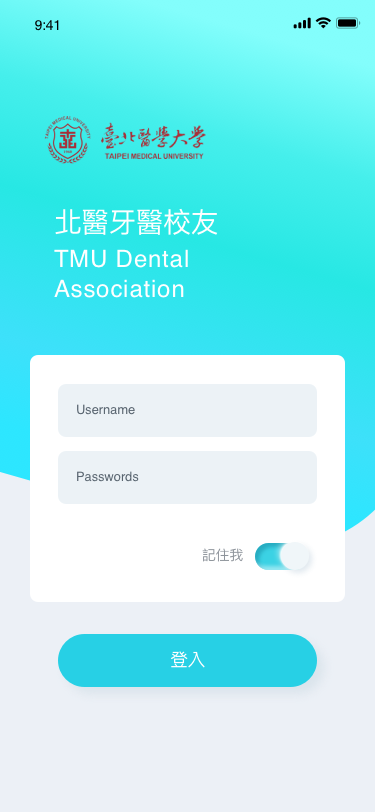 9:41
TAIPEI MEDICAL UNIVERSITY
臺北醫學大學
TAIPEI MEDICAL UNIVERSITY
北醫牙醫校友
TMU Dental
Association
Username
Passwords
記住我
登入